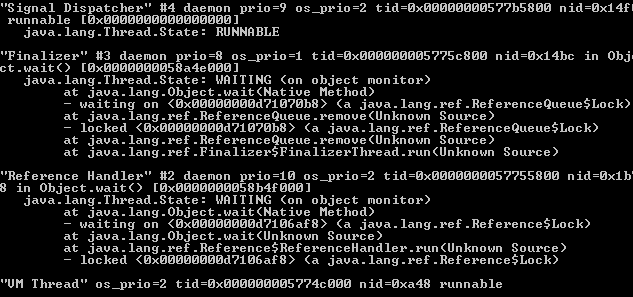 "Signal Dispatcher" #4 daemon prio=9 os_prio=2 tid=0x00000000577b5800 nid=0x14f0
 runnable [0x0000000000000000]
   java.lang.Thread.State: RUNNABLE
"Finalizer" #3 daemon prio=8 os_prio=1 tid=0x000000005775c800 nid=0x14bc in Obje
ct.wait() [0x0000000058a4e000]
   java.lang.Thread.State: WAITING (on object monitor)
        at java.lang.Object.wait(Native Method)
        - waiting on <0x00000000d71070b8> (a java.lang.ref.ReferenceQueue$Lock)
        at java.lang.ref.ReferenceQueue.remove(Unknown Source)
        - locked <0x00000000d71070b8> (a java.lang.ref.ReferenceQueue$Lock)
        at java.lang.ref.ReferenceQueue.remove(Unknown Source)
        at java.lang.ref.Finalizer$FinalizerThread.run(Unknown Source)
"Reference Handler" #2 daemon prio=10 os_prio=2 tid=0x0000000057755800 nid=0x1b7
8 in Object.wait() [0x0000000058b4f000]
   java.lang.Thread.State: WAITING (on object monitor)
        at java.lang.Object.wait(Native Method)
        - waiting on <0x00000000d7106af8> (a java.lang.ref.Reference$Lock)
        at java.lang.Object.wait(Unknown Source)
        at java.lang.ref.Reference$ReferenceHandler.run(Unknown Source)
        - locked <0x00000000d7106af8> (a java.lang.ref.Reference$Lock)
"VM Thread" os_prio=2 tid=0x000000005774c000 nid=0xa48 runnable